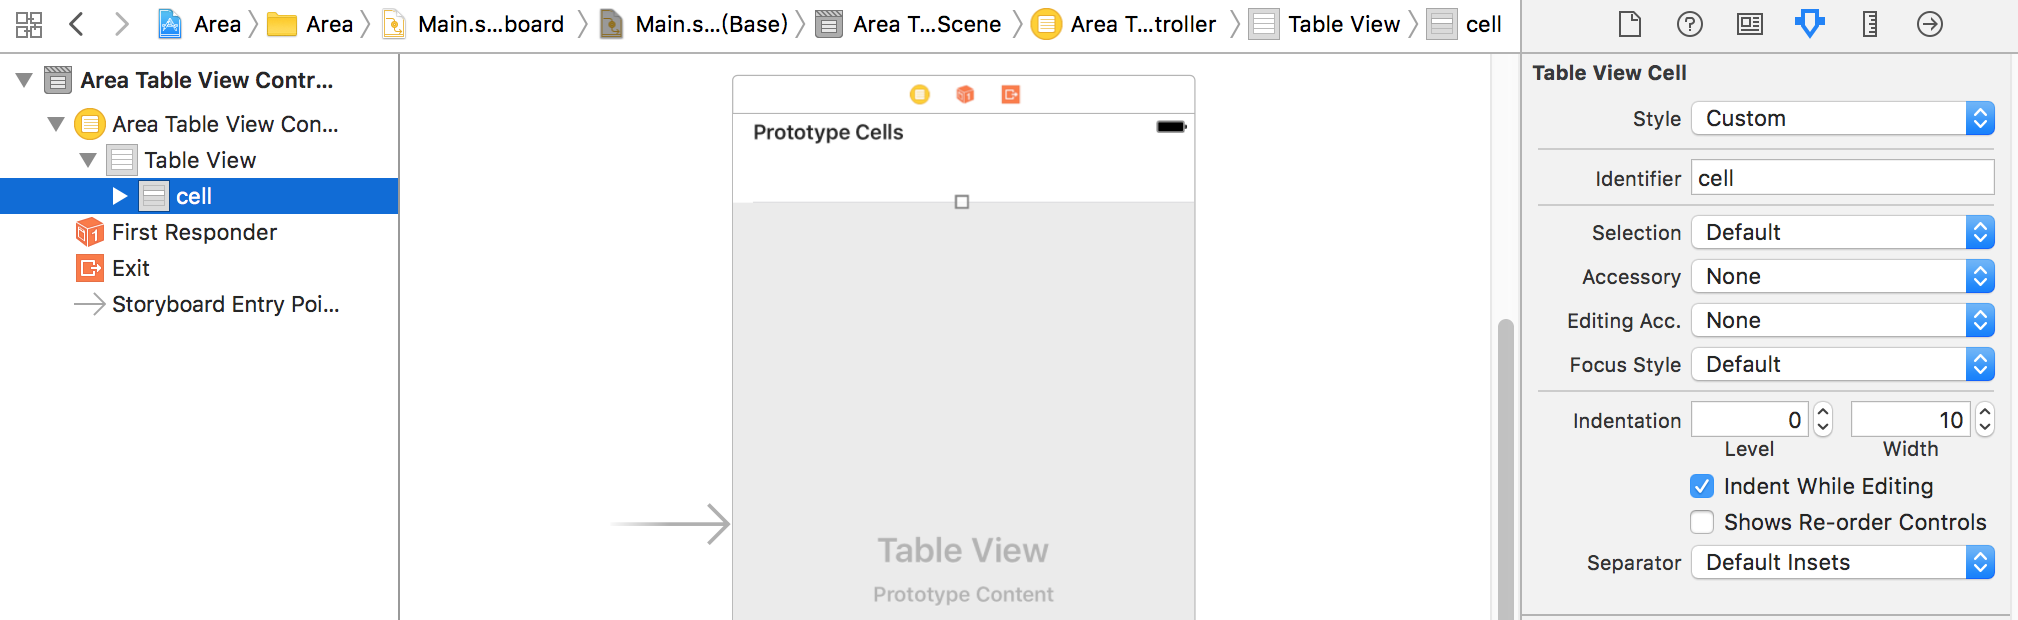 Area Area Main.s...board Main.s...(Base) Area T...Scene Area T...troller Table View cell
Area Table View Contr...
Area Table View Con...
Table View
cell
First Responder
Exit
Storyboard Entry Poi...
Prototype Cells
Table View
Prototype Content
Table View Cell
Style Custom
Identifier cell
Selection Default
Accessory None
Editing Acc. None
Focus Style Default
Indentation 0 10
Level Width
Indent While Editing
Shows Re-order Controls
Separator Default Insets